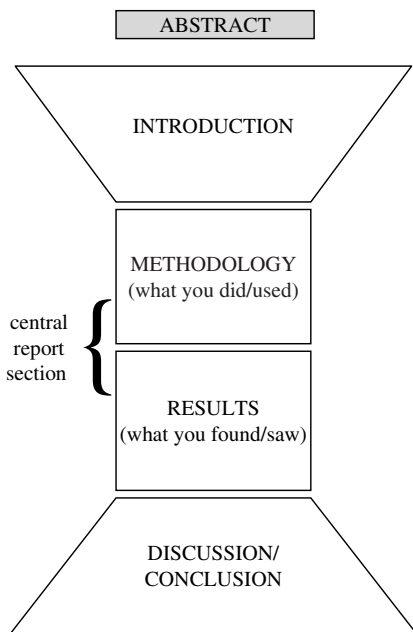 ABSTRACT
INTRODUCTION
METHODOLOGY
(what you did/used)
central
report
section
RESULTS
(what you found/saw)
DISCUSSION/
CONCLUSION